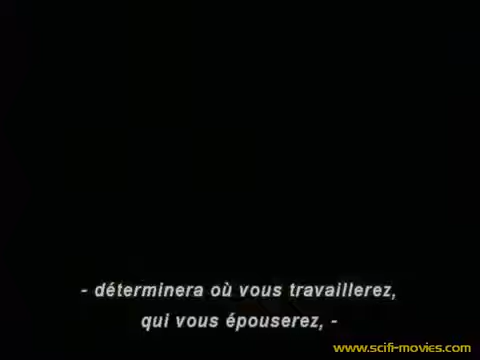 - déterminera où vous travaillerez,
qui vous épouserez, -
www.scifi-movies.com